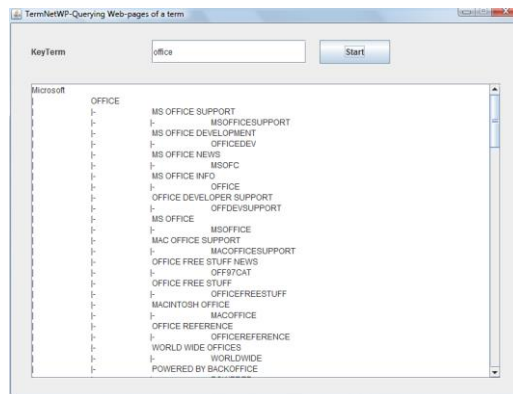 TermNetWP-Querying Web-pages of a term
KeyTerm office Start
Microsoft
| OFFICE
| |- MS OFFICE SUPPORT
| |- |- MSOFFICESUPPORT
| |- MS OFFICE DEVELOPMENT
| |- |- OFFICEDEV
| |- MS OFFICE NEWS
| |- |- MSOFC
| |- MS OFFICE INFO
| |- |- OFFICE
| |- OFFICE DEVELOPER SUPPORT
| |- |- OFFDEVSUPPORT
| |- MS OFFICE
| |- |- MSOFFICE
| |- MAC OFFICE SUPPORT
| |- |- MACOFFICESUPPORT
| |- OFFICE FREE STUFF NEWS
| |- |- OFF97CAT
| |- OFFICE FREE STUFF
| |- |- OFFICEFREESTUFF
| |- MACINTOSH OFFICE
| |- |- MACOFFICE
| |- OFFICE REFERENCE
| |- |- OFFICEREFERENCE
| |- WORLD WIDE OFFICES
| |- |- WORLDWIDE
| |- POWERED BY BACKOFFICE